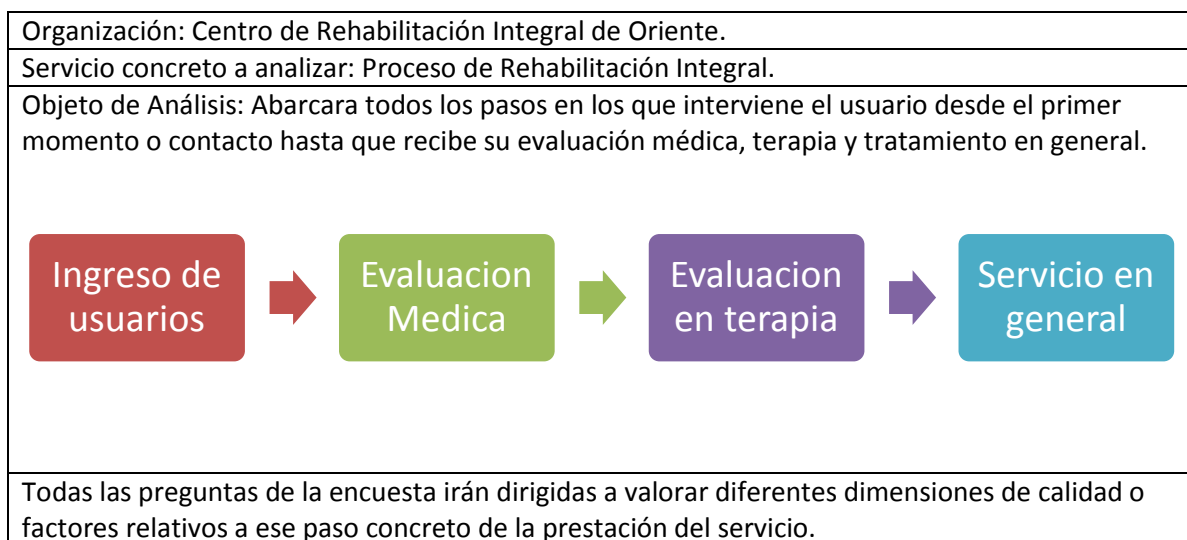 Organización: Centro de Rehabilitación Integral de Oriente.
Servicio concreto a analizar: Proceso de Rehabilitación Integral.
Objeto de Análisis: Abarcara todos los pasos en los que interviene el usuario desde el primer
momento o contacto hasta que recibe su evaluación médica, terapia y tratamiento en general.
Ingreso de
usuarios
Evaluacion
Medica
Evaluacion
en terapia
Servicio en
general
Todas las preguntas de la encuesta irán dirigidas a valorar diferentes dimensiones de calidad o
factores relativos a ese paso concreto de la prestación del servicio.